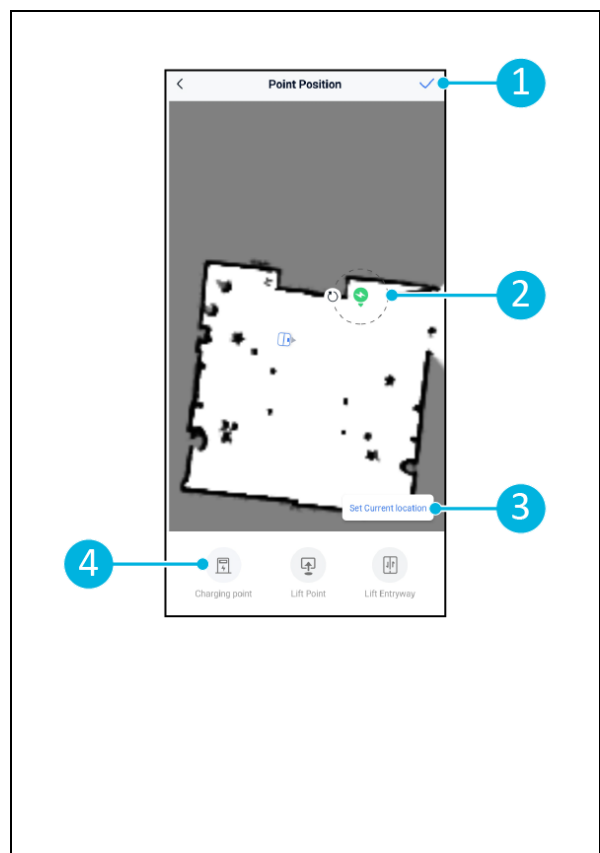 Point Position
1
2
Set Current location
3
4
Charging point
Lift Point
Lift Entryway